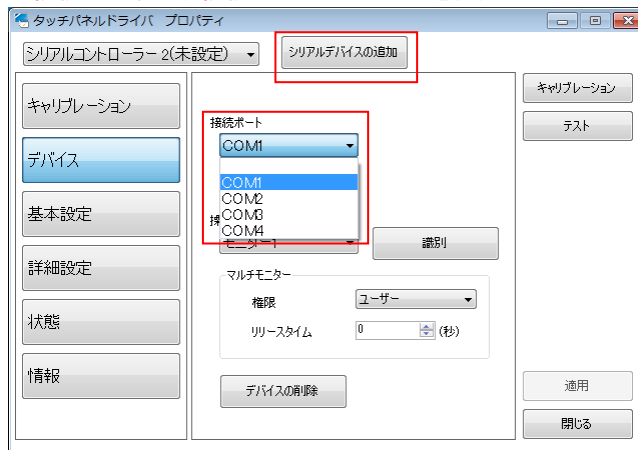 タッチパネルドライバ プロパティ
シリアルコントローラー 2(未設定)
シリアルデバイスの追加
キャリブレーション
デバイス
基本設定
詳細設定
状態
情報
接続ポート
COM1
COM1
COM2
COM3
COM4
モニター1
識別
マルチモニター
権限
ユーザー
リリースタイム
0
(秒)
デバイスの削除
キャリブレーション
テスト
適用
閉じる